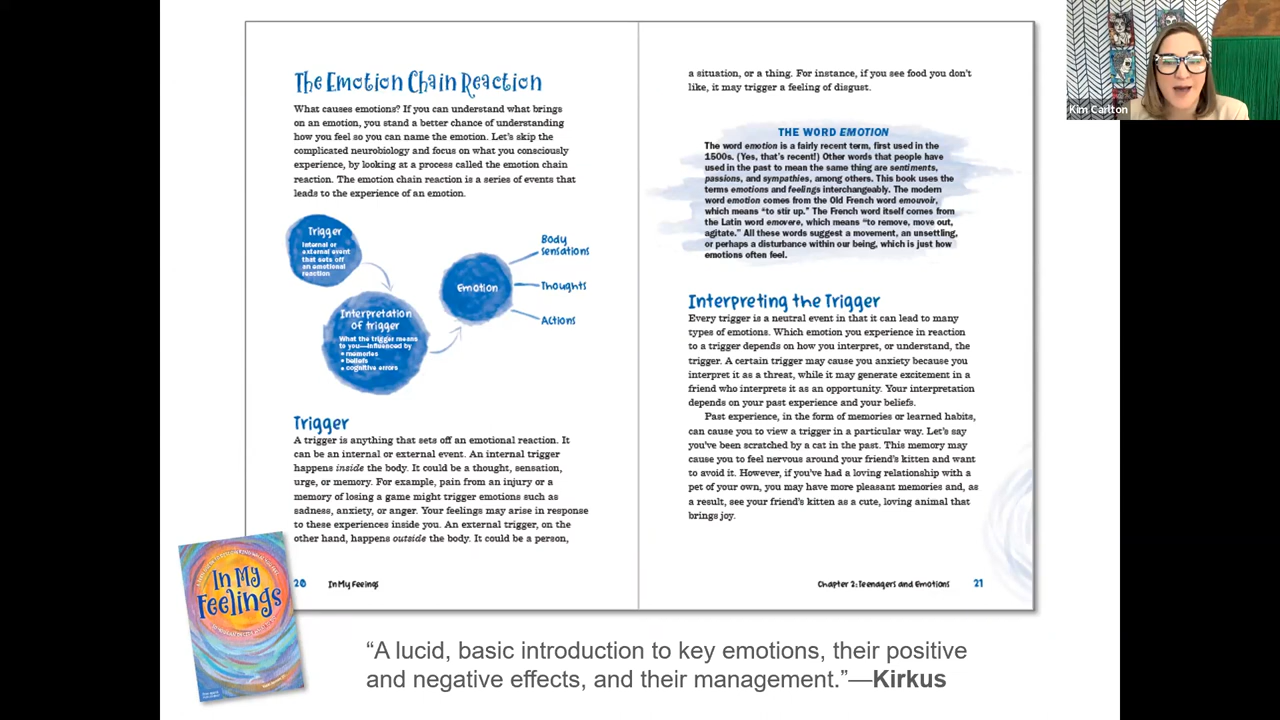 The Emotion Chain Reaction
What causes emotions? If you can understand what brings
on an emotion, you stand a better chance of understanding
how you feel so you can name the emotion. Let's skip the
complicated neurobiology and focus on what you consciously
experience, by looking at a process called the emotion chain
reaction. The emotion chain reaction is a series of events that
leads to the experience of an emotion.
Trigger
Internal or
external event
that sets off
an emotional
reaction
Interpretation
of trigger
What the trigger means
to you—influenced by
• memories
• beliefs
• cognitive errors
Emotion
Body
sensations
Thoughts
Actions
Trigger
A trigger is anything that sets off an emotional reaction. It
can be an internal or external event. An internal trigger
happens inside the body. It could be a thought, sensation,
urge, or memory. For example, pain from an injury or a
memory of losing a game might trigger emotions such as
sadness, anxiety, or anger. Your feelings may arise in response
to these experiences inside you. An external trigger, on the
other hand, happens outside the body. It could be a person,
20 In My Feelings
a situation, or a thing. For instance, if you see food you don't
like, it may trigger a feeling of disgust.
THE WORD EMOTION
The word emotion is a fairly recent term, first used in the
1500s. (Yes, that's recent!) Other words that people have
used in the past to mean the same thing are sentiments,
passions, and sympathies, among others. This book uses the
terms emotions and feelings interchangeably. The modern
word emotion comes from the Old French word emouvoir,
which means "to stir up." The French word itself comes from
the Latin word emovere, which means "to remove, move out,
agitate." All these words suggest a movement, an unsettling,
or perhaps a disturbance within our being, which is just how
emotions often feel.
Interpreting the Trigger
Every trigger is a neutral event in that it can lead to many
types of emotions. Which emotion you experience in reaction
to a trigger depends on how you interpret, or understand, the
trigger. A certain trigger may cause you anxiety because you
interpret it as a threat, while it may generate excitement in a
friend who interprets it as an opportunity. Your interpretation
depends on your past experience and your beliefs.
Past experience, in the form of memories or learned habits,
can cause you to view a trigger in a particular way. Let's say
you've been scratched by a cat in the past. This memory may
cause you to feel nervous around your friend's kitten and want
to avoid it. However, if you've had a loving relationship with a
pet of your own, you may have more pleasant memories and, as
a result, see your friend's kitten as a cute, loving animal that
brings joy.
Chapter 2: Teenagers and Emotions 21
In My
Feelings
"A lucid, basic introduction to key emotions, their positive
and negative effects, and their management."—Kirkus
Kim Carlton